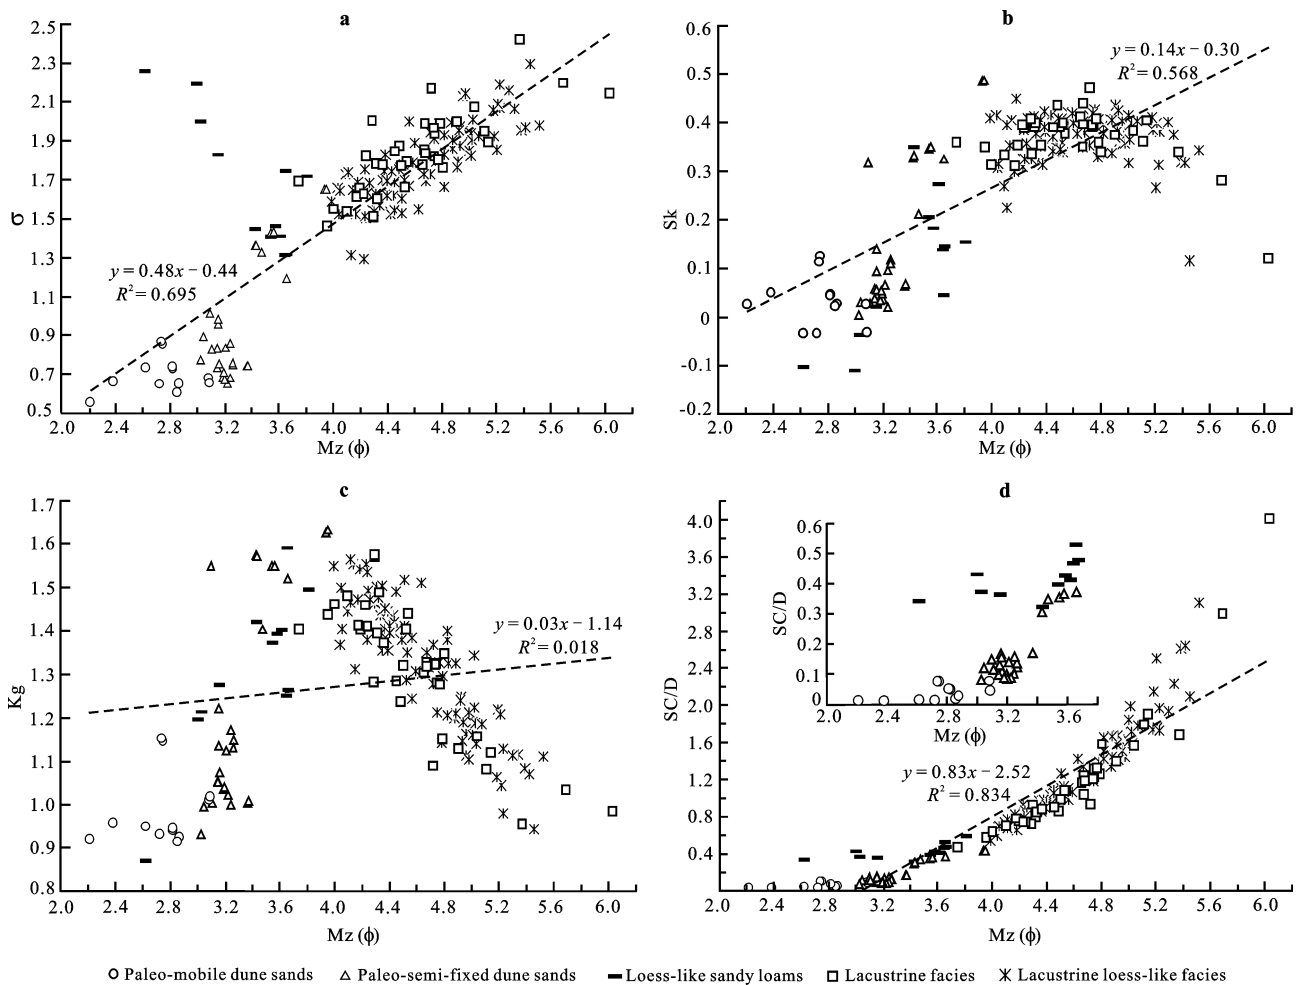 a
2.5
2.3
2.1
1.9
1.7
1.5
1.3
1.1
0.9
0.7
0.5
σ
y = 0.48x − 0.44
R² = 0.695
2.0 2.4 2.8 3.2 3.6 4.0 4.4 4.8 5.2 5.6 6.0
Mz (ϕ)
b
0.6
0.5
0.4
0.3
0.2
0.1
0
-0.1
-0.2
Sk
y = 0.14x − 0.30
R² = 0.568
2.0 2.4 2.8 3.2 3.6 4.0 4.4 4.8 5.2 5.6 6.0
Mz (ϕ)
c
1.7
1.6
1.5
1.4
1.3
1.2
1.1
1.0
0.9
0.8
Kg
y = 0.03x − 1.14
R² = 0.018
2.0 2.4 2.8 3.2 3.6 4.0 4.4 4.8 5.2 5.6 6.0
Mz (ϕ)
d
4.0
3.6
3.2
2.8
2.4
2.0
1.6
1.2
0.8
0.4
SC/D
0.6
0.5
0.4
0.3
0.2
0.1
0
SC/D
2.0 2.4 2.8 3.2 3.6
Mz (ϕ)
y = 0.83x − 2.52
R² = 0.834
2.0 2.4 2.8 3.2 3.6 4.0 4.4 4.8 5.2 5.6 6.0
Mz (ϕ)
Paleo-mobile dune sands Paleo-semi-fixed dune sands Loess-like sandy loams Lacustrine facies Lacustrine loess-like facies